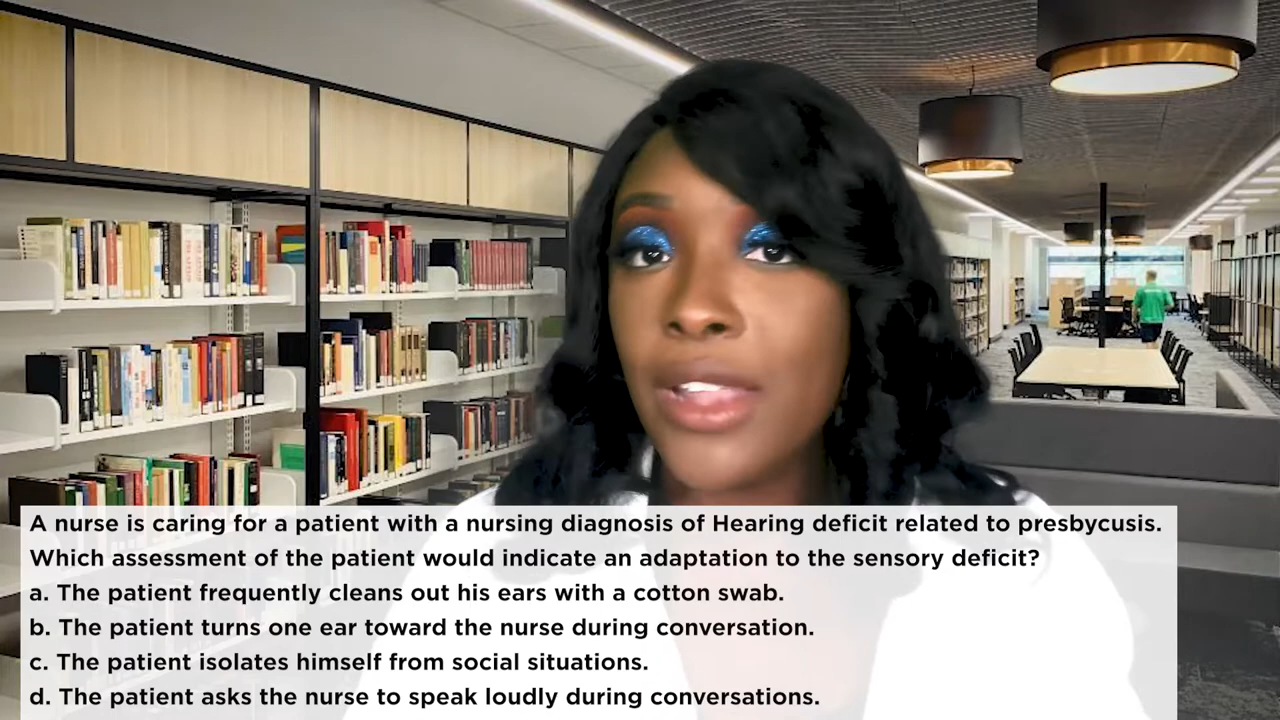 A nurse is caring for a patient with a nursing diagnosis of Hearing deficit related to presbycusis.
Which assessment of the patient would indicate an adaptation to the sensory deficit?
a. The patient frequently cleans out his ears with a cotton swab.
b. The patient turns one ear toward the nurse during conversation.
c. The patient isolates himself from social situations.
d. The patient asks the nurse to speak loudly during conversations.